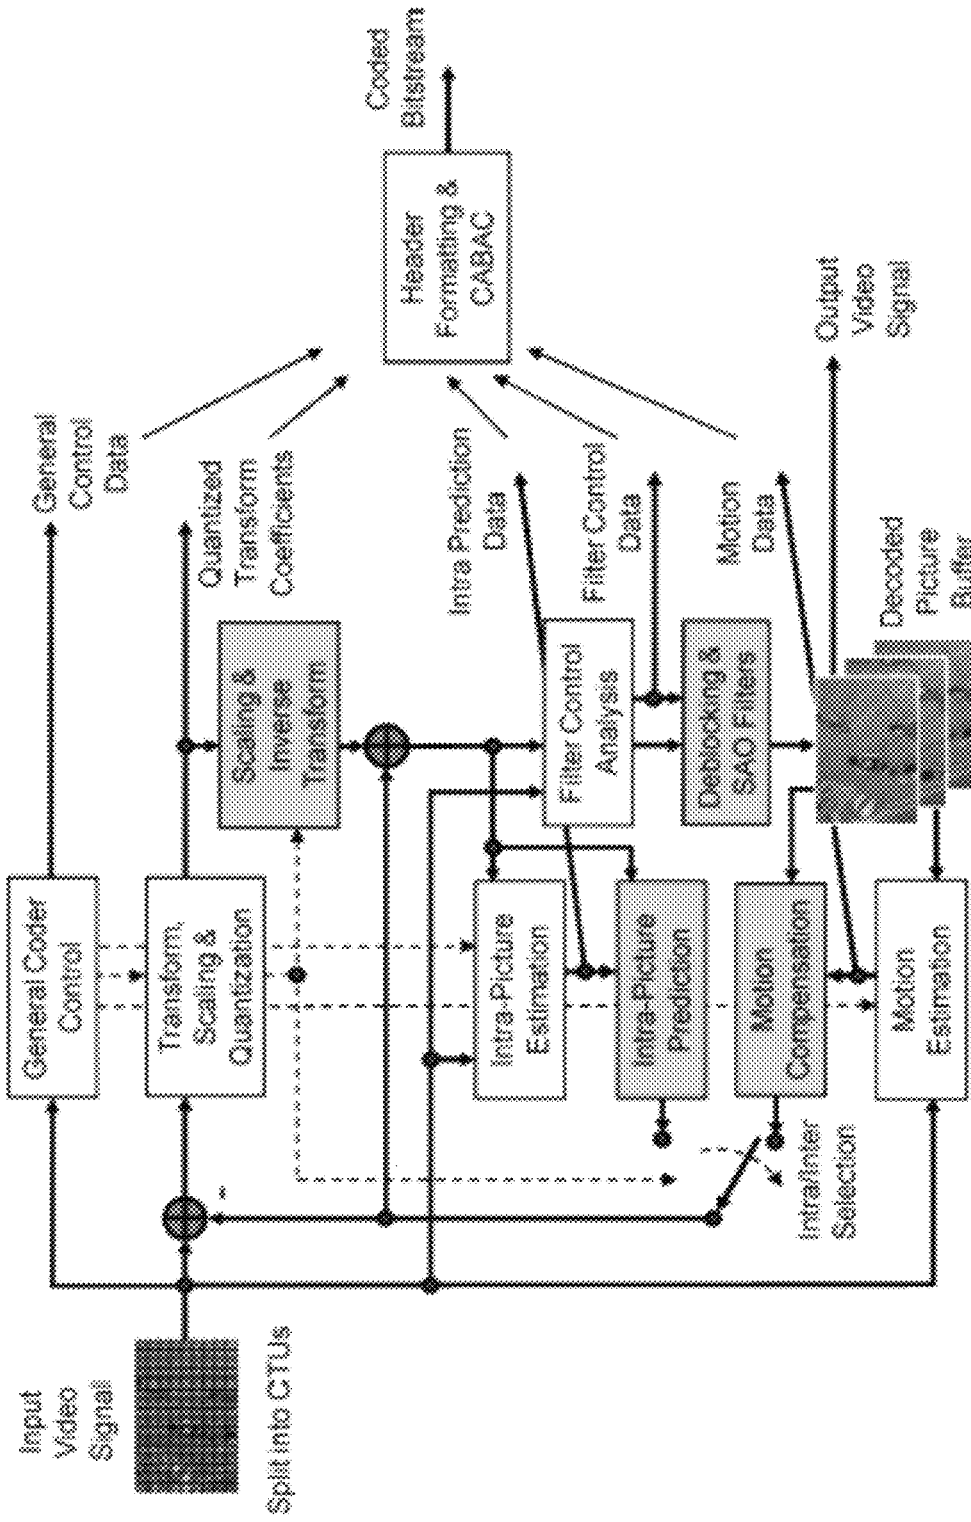 Input
Video
Signal
Split into CTUs
General Coder
Control
Transform,
Scaling &
Quantization
General
Control
Data
Quantized
Transform
Coefficients
Scaling &
Inverse
Transform
Coded
Bitstream
Header
Formatting &
CABAC
Intra-Picture
Estimation
Filter Control
Analysis
Intra Prediction
Data
Intra-Picture
Prediction
Filter Control
Data
Deblocking &
SAO Filters
Motion
Compensation
Motion
Data
Intra/Inter
Selection
Output
Video
Signal
Motion
Estimation
Decoded
Picture
Buffer